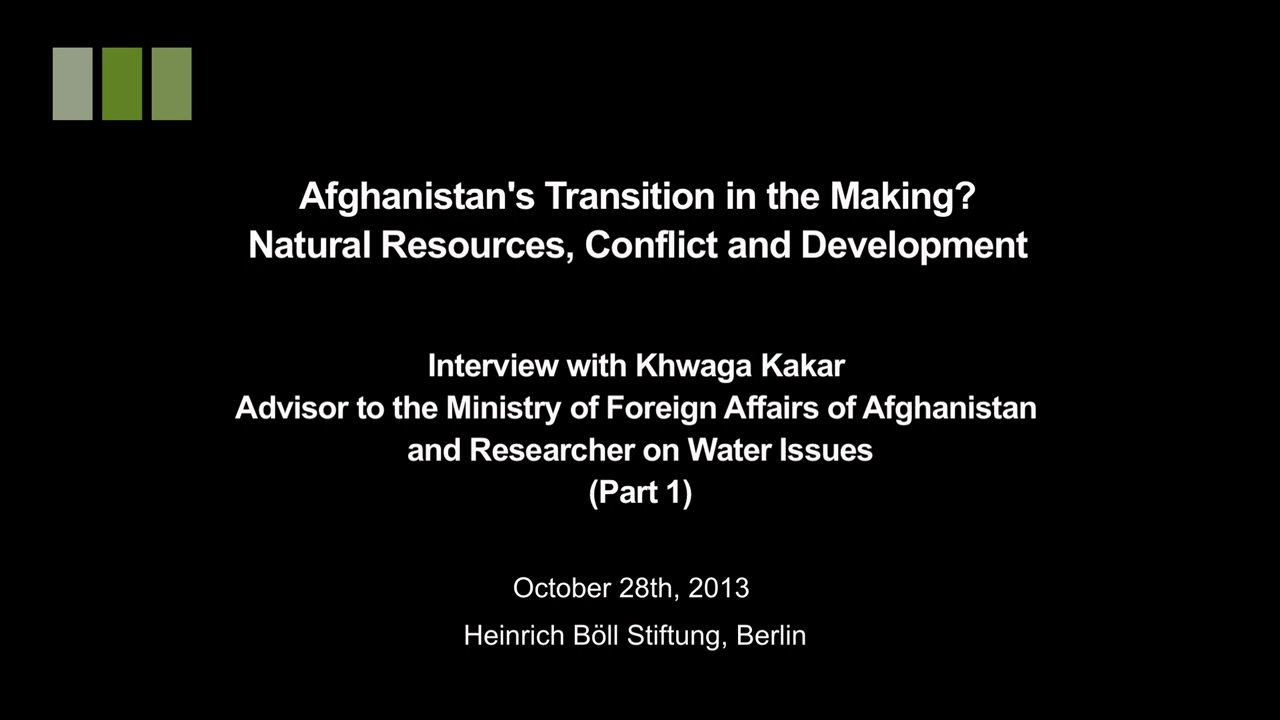 Afghanistan's Transition in the Making?
Natural Resources, Conflict and Development
Interview with Khwaga Kakar
Advisor to the Ministry of Foreign Affairs of Afghanistan
and Researcher on Water Issues
(Part 1)
October 28th, 2013
Heinrich Böll Stiftung, Berlin